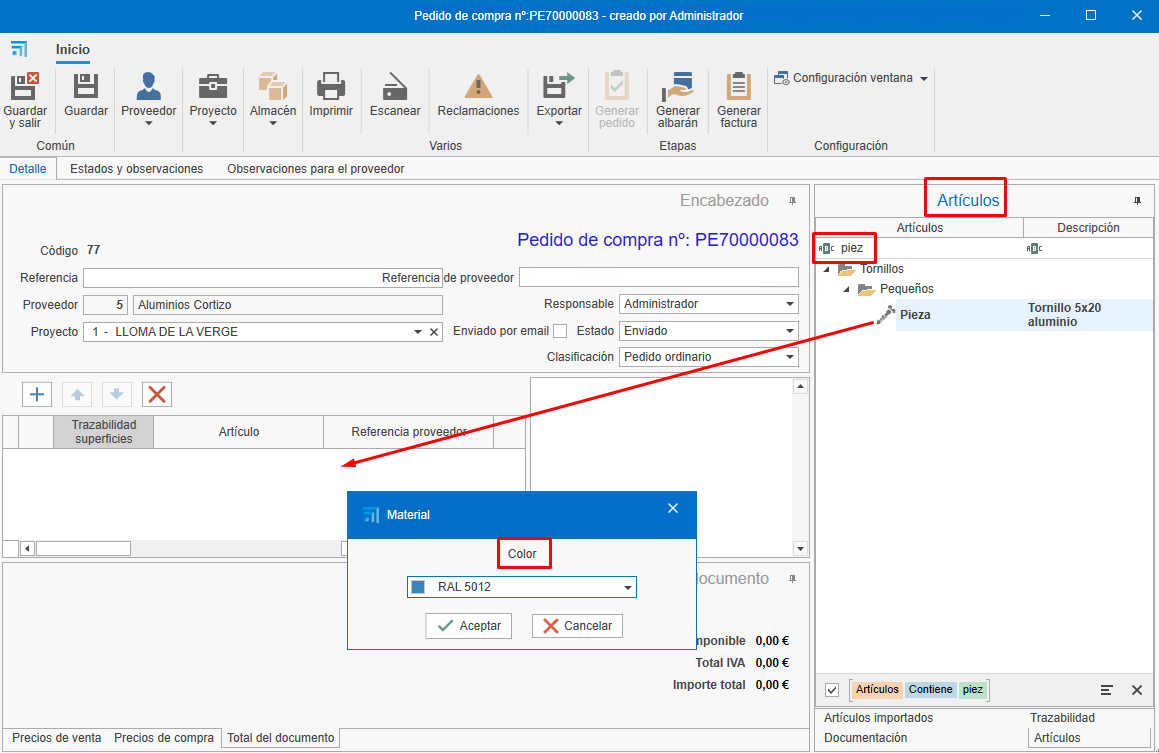 Pedido de compra nº:PE70000083 - creado por Administrador
Inicio
Guardar y salir
Guardar
Proveedor
Proyecto
Almacén
Imprimir
Escanear
Reclamaciones
Exportar
Generar pedido
Generar albarán
Generar factura
Configuración ventana
Común
Varios
Etapas
Configuración
Detalle
Estados y observaciones
Observaciones para el proveedor
Encabezado
Pedido de compra nº: PE70000083
Código 77
Referencia
Referencia de proveedor
Proveedor 5 Aluminios Cortizo
Responsable Administrador
Proyecto 1 - LLOMA DE LA VERGE
Enviado por email
Estado Enviado
Clasificación Pedido ordinario
Trazabilidad
superficies
Artículo
Referencia proveedor
Material
Color
RAL 5012
Aceptar
Cancelar
Total IVA 0,00 €
0,00 €
Importe total 0,00 €
Precios de venta
Precios de compra
Total del documento
Artículos
Artículos
Descripción
ABC piez
ABC
Tornillos
Pequeños
Pieza
Tornillo 5x20
aluminio
Artículos Contiene piez
Artículos importados
Trazabilidad
Documentación
Artículos